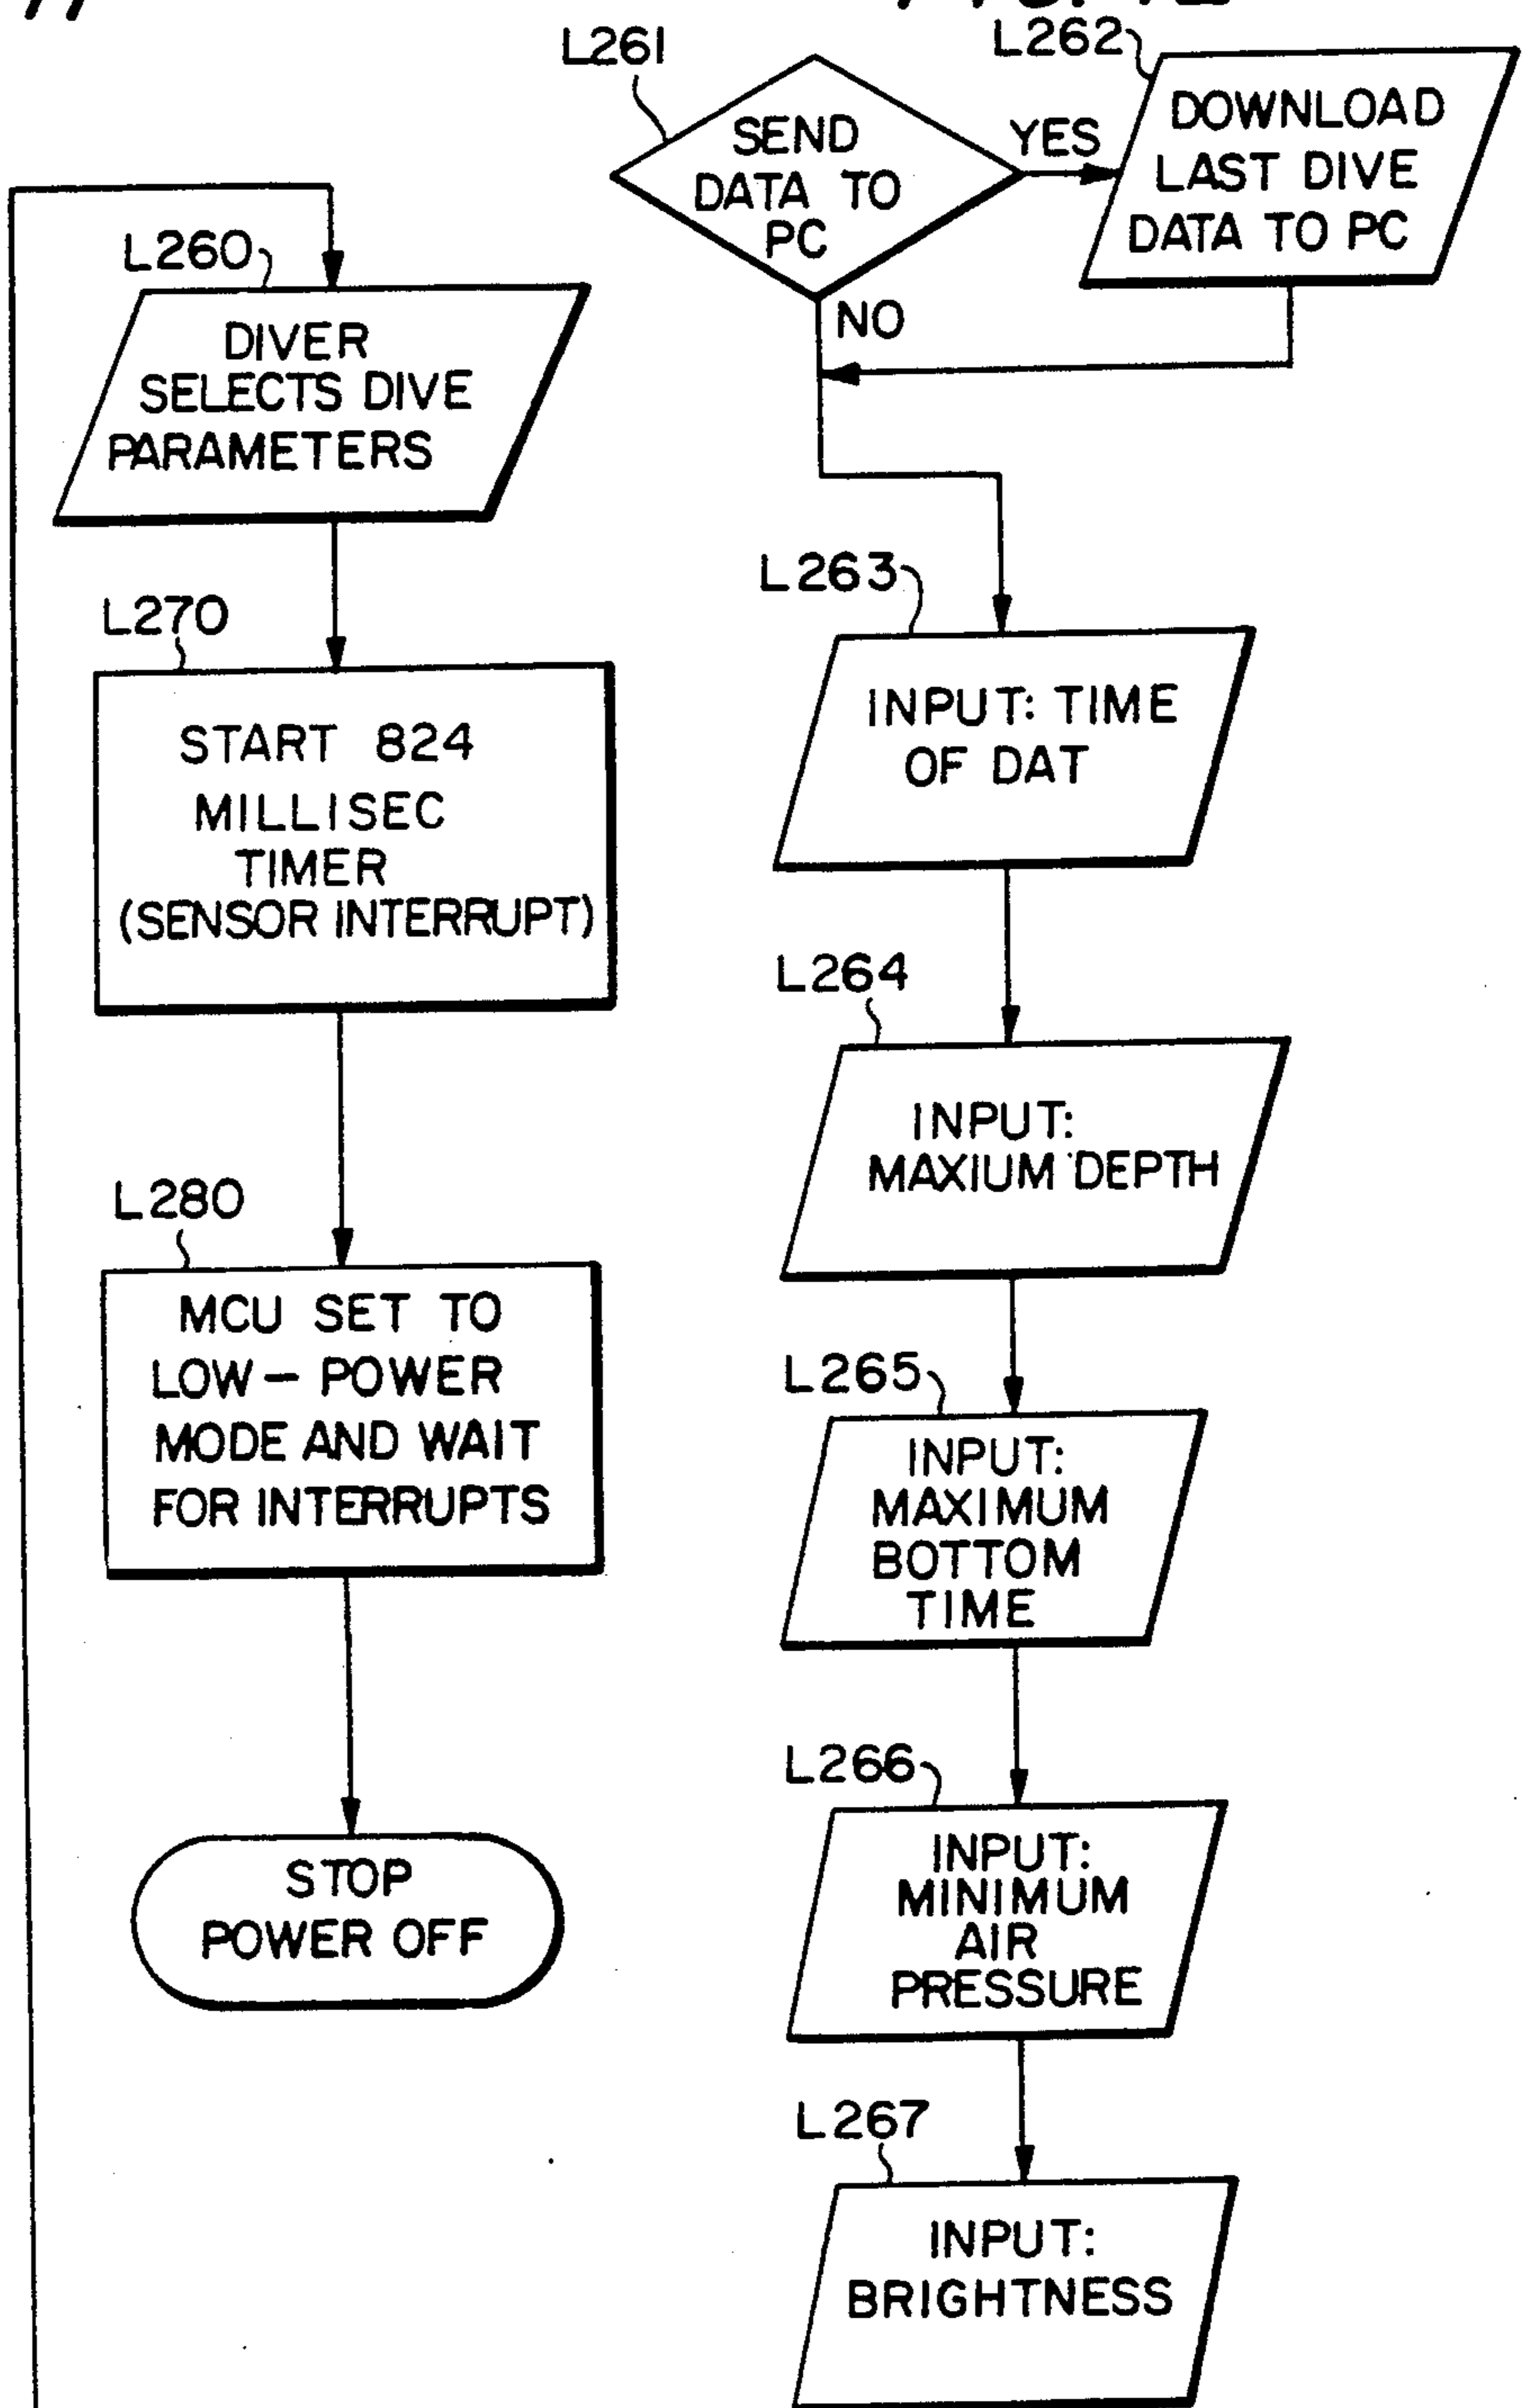 L260
DIVER
SELECTS DIVE
PARAMETERS
L270
START 824
MILLISEC
TIMER
(SENSOR INTERRUPT)
L280
MCU SET TO
LOW- POWER
MODE AND WAIT
FOR INTERRUPTS
STOP
POWER OFF
L261
SEND
DATA TO
PC
YES
NO
L262
DOWNLOAD
LAST DIVE
DATA TO PC
L263
INPUT: TIME
OF DAT
L264
INPUT:
MAXIUM DEPTH
L265
INPUT:
MAXIMUM
BOTTOM
TIME
L266
INPUT:
MINIMUM
AIR
PRESSURE
L267
INPUT:
BRIGHTNESS